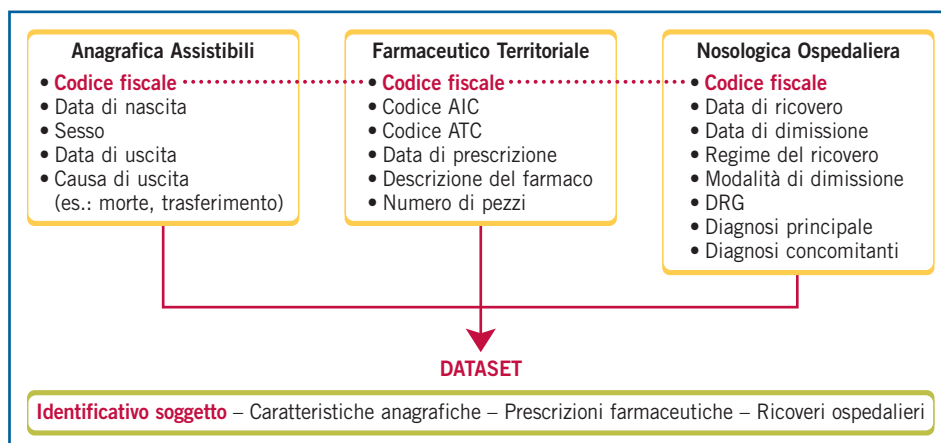 Anagrafica Assistibili
• Codice fiscale
• Data di nascita
• Sesso
• Data di uscita
• Causa di uscita
(es.: morte, trasferimento)
Farmaceutico Territoriale
• Codice fiscale
• Codice AIC
• Codice ATC
• Data di prescrizione
• Descrizione del farmaco
• Numero di pezzi
Nosologica Ospedaliera
• Codice fiscale
• Data di ricovero
• Data di dimissione
• Regime del ricovero
• Modalità di dimissione
• DRG
• Diagnosi principale
• Diagnosi concomitanti
DATASET
Identificativo soggetto – Caratteristiche anagrafiche – Prescrizioni farmaceutiche – Ricoveri ospedalieri